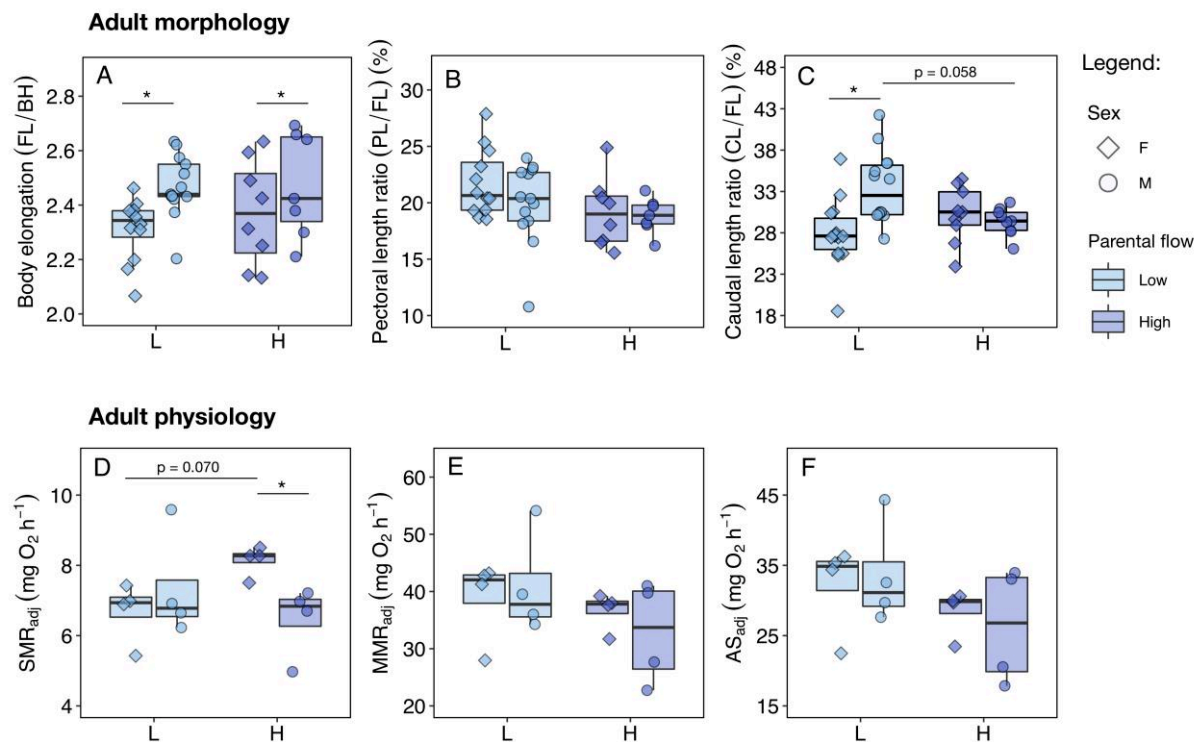 Adult morphology
A
Body elongation (FL/BH)
2.8
2.6
2.4
2.2
2.0
*
*
L
H
B
Pectoral length ratio (PL/FL) (%)
30
25
20
15
10
L
H
C
Caudal length ratio (CL/FL) (%)
48
43
38
33
28
23
18
*
p = 0.058
L
H
Legend:
Sex
F
M
Parental flow
Low
High
Adult physiology
D
SMRadj (mg O2 h−1)
10
8
6
4
p = 0.070
*
L
H
E
MMRadj (mg O2 h−1)
60
50
40
30
20
L
H
F
ASadj (mg O2 h−1)
45
35
25
15
L
H